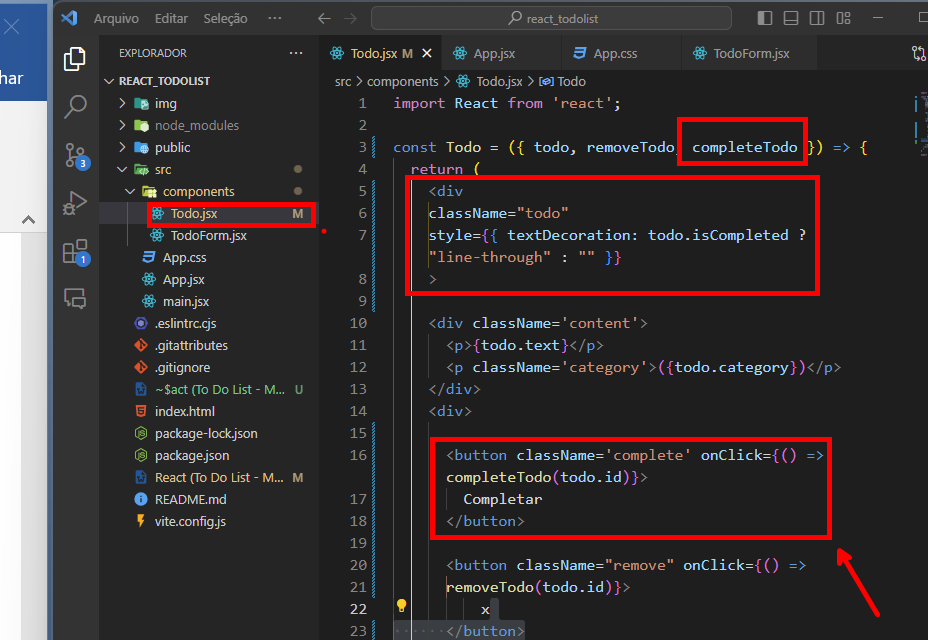 har
Arquivo Editar Seleção ··· react_todolist
EXPLORADOR ···
REACT_TODOLIST
img
node_modules
public
src
components
Todo.jsx M
TodoForm.jsx
App.css
App.jsx
main.jsx
.eslintrc.cjs
.gitattributes
.gitignore
~$act (To Do List - M... U
index.html
package-lock.json
package.json
React (To Do List - M... M
README.md
vite.config.js
3
1
Todo.jsx M App.jsx App.css TodoForm.jsx
src > components > Todo.jsx > Todo
1 import React from 'react';
2
3 const Todo = ({ todo, removeTodo, completeTodo }) => {
4 return (
5 <div
6 className="todo"
7 style={{ textDecoration: todo.isCompleted ?
"line-through" : "" }}
8 >
9
10 <div className='content'>
11 <p>{todo.text}</p>
12 <p className='category'>({todo.category})</p>
13 </div>
14 <div>
15
16 <button className='complete' onClick={() =>
completeTodo(todo.id)}>
17 Completar
18 </button>
19
20 <button className="remove" onClick={() =>
21 removeTodo(todo.id)}>
22 x
23 ······</button>